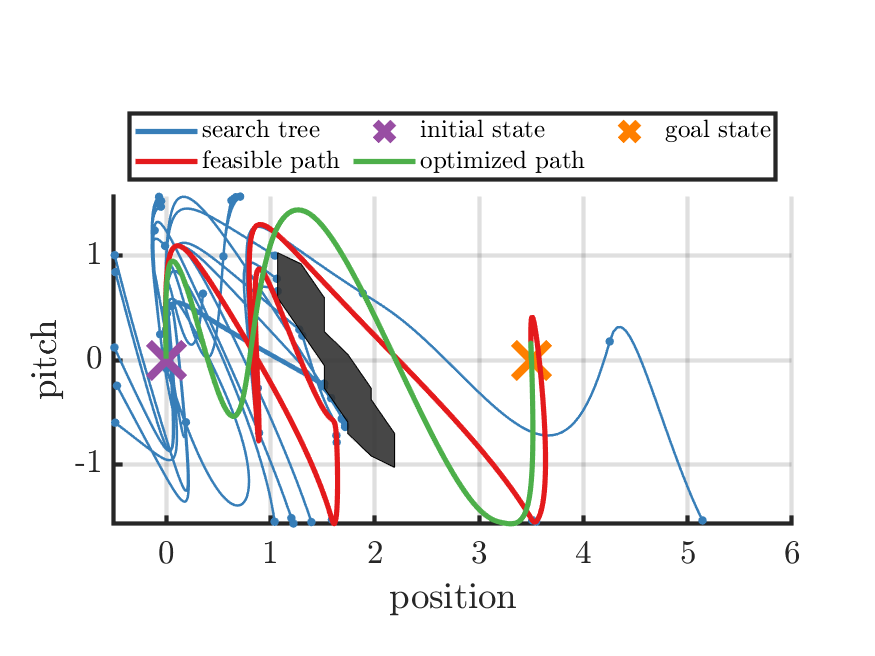 search tree initial state goal state
feasible path optimized path
1
0
-1
pitch
0 1 2 3 4 5 6
position